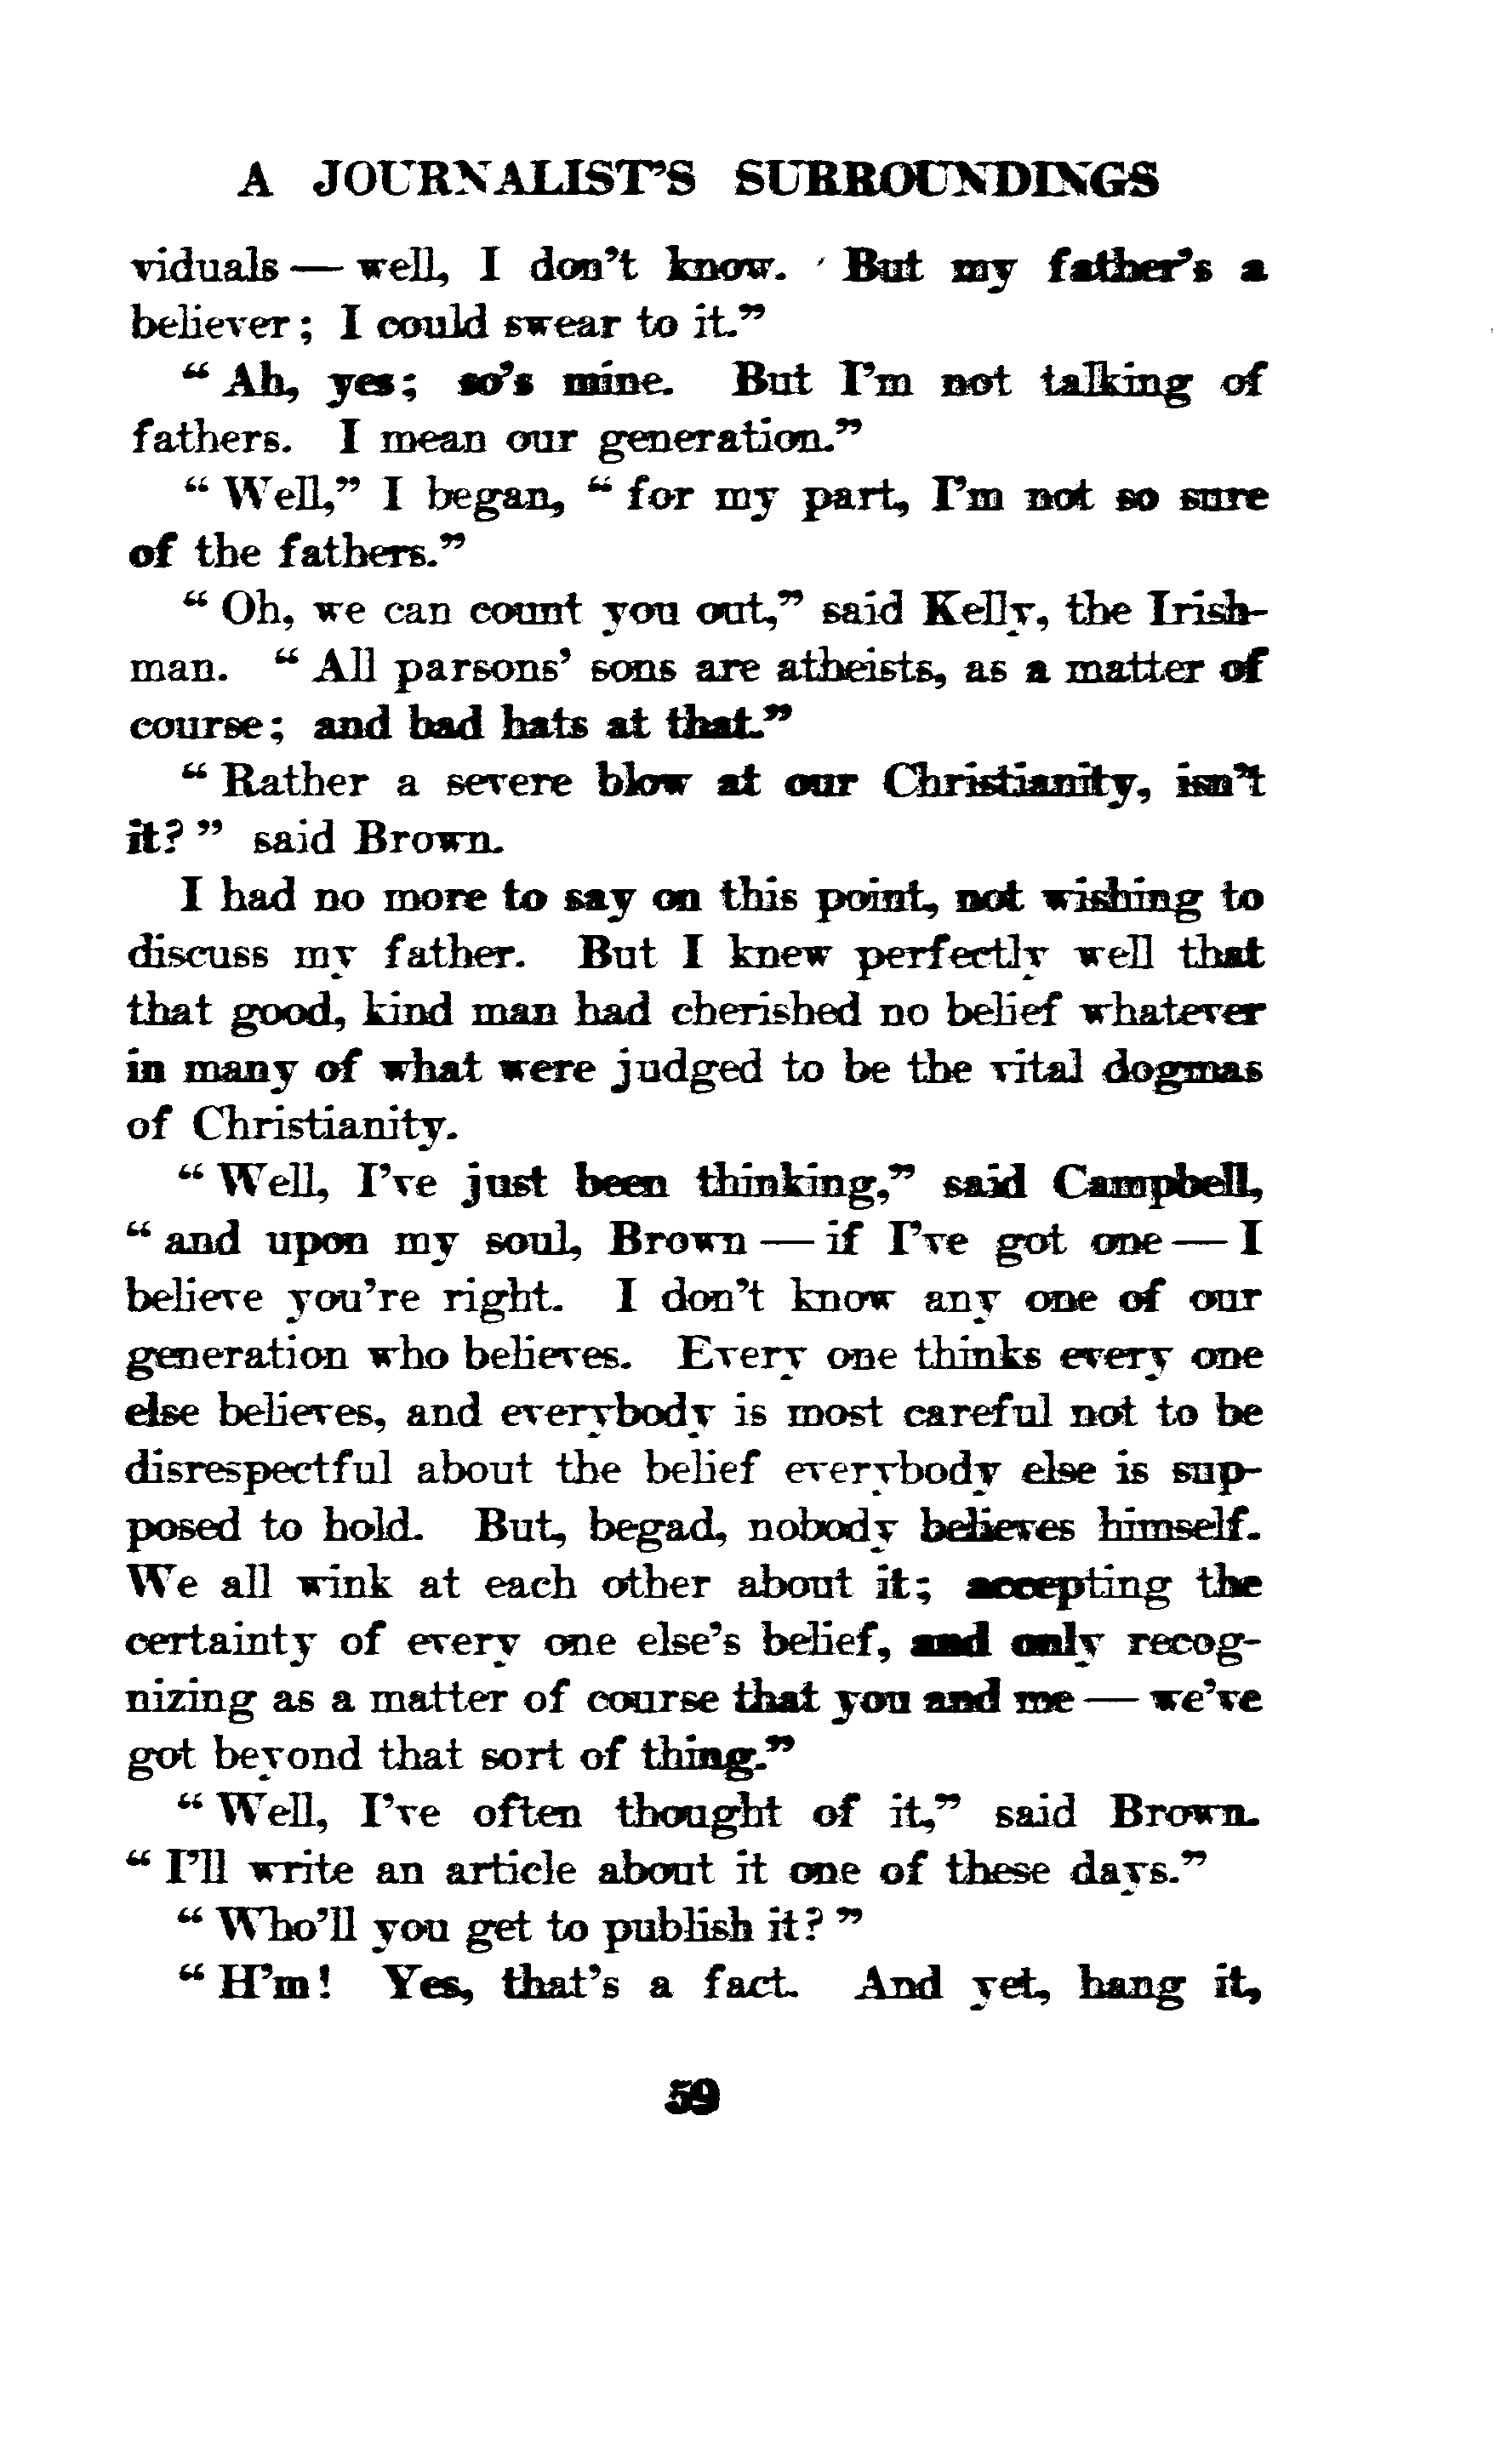 A JOURNALIST'S SURROUNDINGS
viduals — well, I don't know. But my father's a
believer; I could swear to it."
"Ah, yes; so's mine. But I'm not talking of
fathers. I mean our generation."
"Well," I began, "for my part, I'm not so sure
of the fathers."
"Oh, we can count you out," said Kelly, the Irish-
man. "All parsons' sons are atheists, as a matter of
course; and bad hats at that."
"Rather a severe blow at our Christianity, isn't
it?" said Brown.
I had no more to say on this point, not wishing to
discuss my father. But I knew perfectly well that
that good, kind man had cherished no belief whatever
in many of what were judged to be the vital dogmas
of Christianity.
"Well, I've just been thinking," said Campbell,
"and upon my soul, Brown — if I've got one — I
believe you're right. I don't know any one of our
generation who believes. Every one thinks every one
else believes, and everybody is most careful not to be
disrespectful about the belief everybody else is sup-
posed to hold. But, begad, nobody believes himself.
We all wink at each other about it; accepting the
certainty of every one else's belief, and only recog-
nizing as a matter of course that you and me — we've
got beyond that sort of thing."
"Well, I've often thought of it," said Brown.
"I'll write an article about it one of these days."
"Who'll you get to publish it?"
"H'm! Yes, that's a fact. And yet, hang it,
59